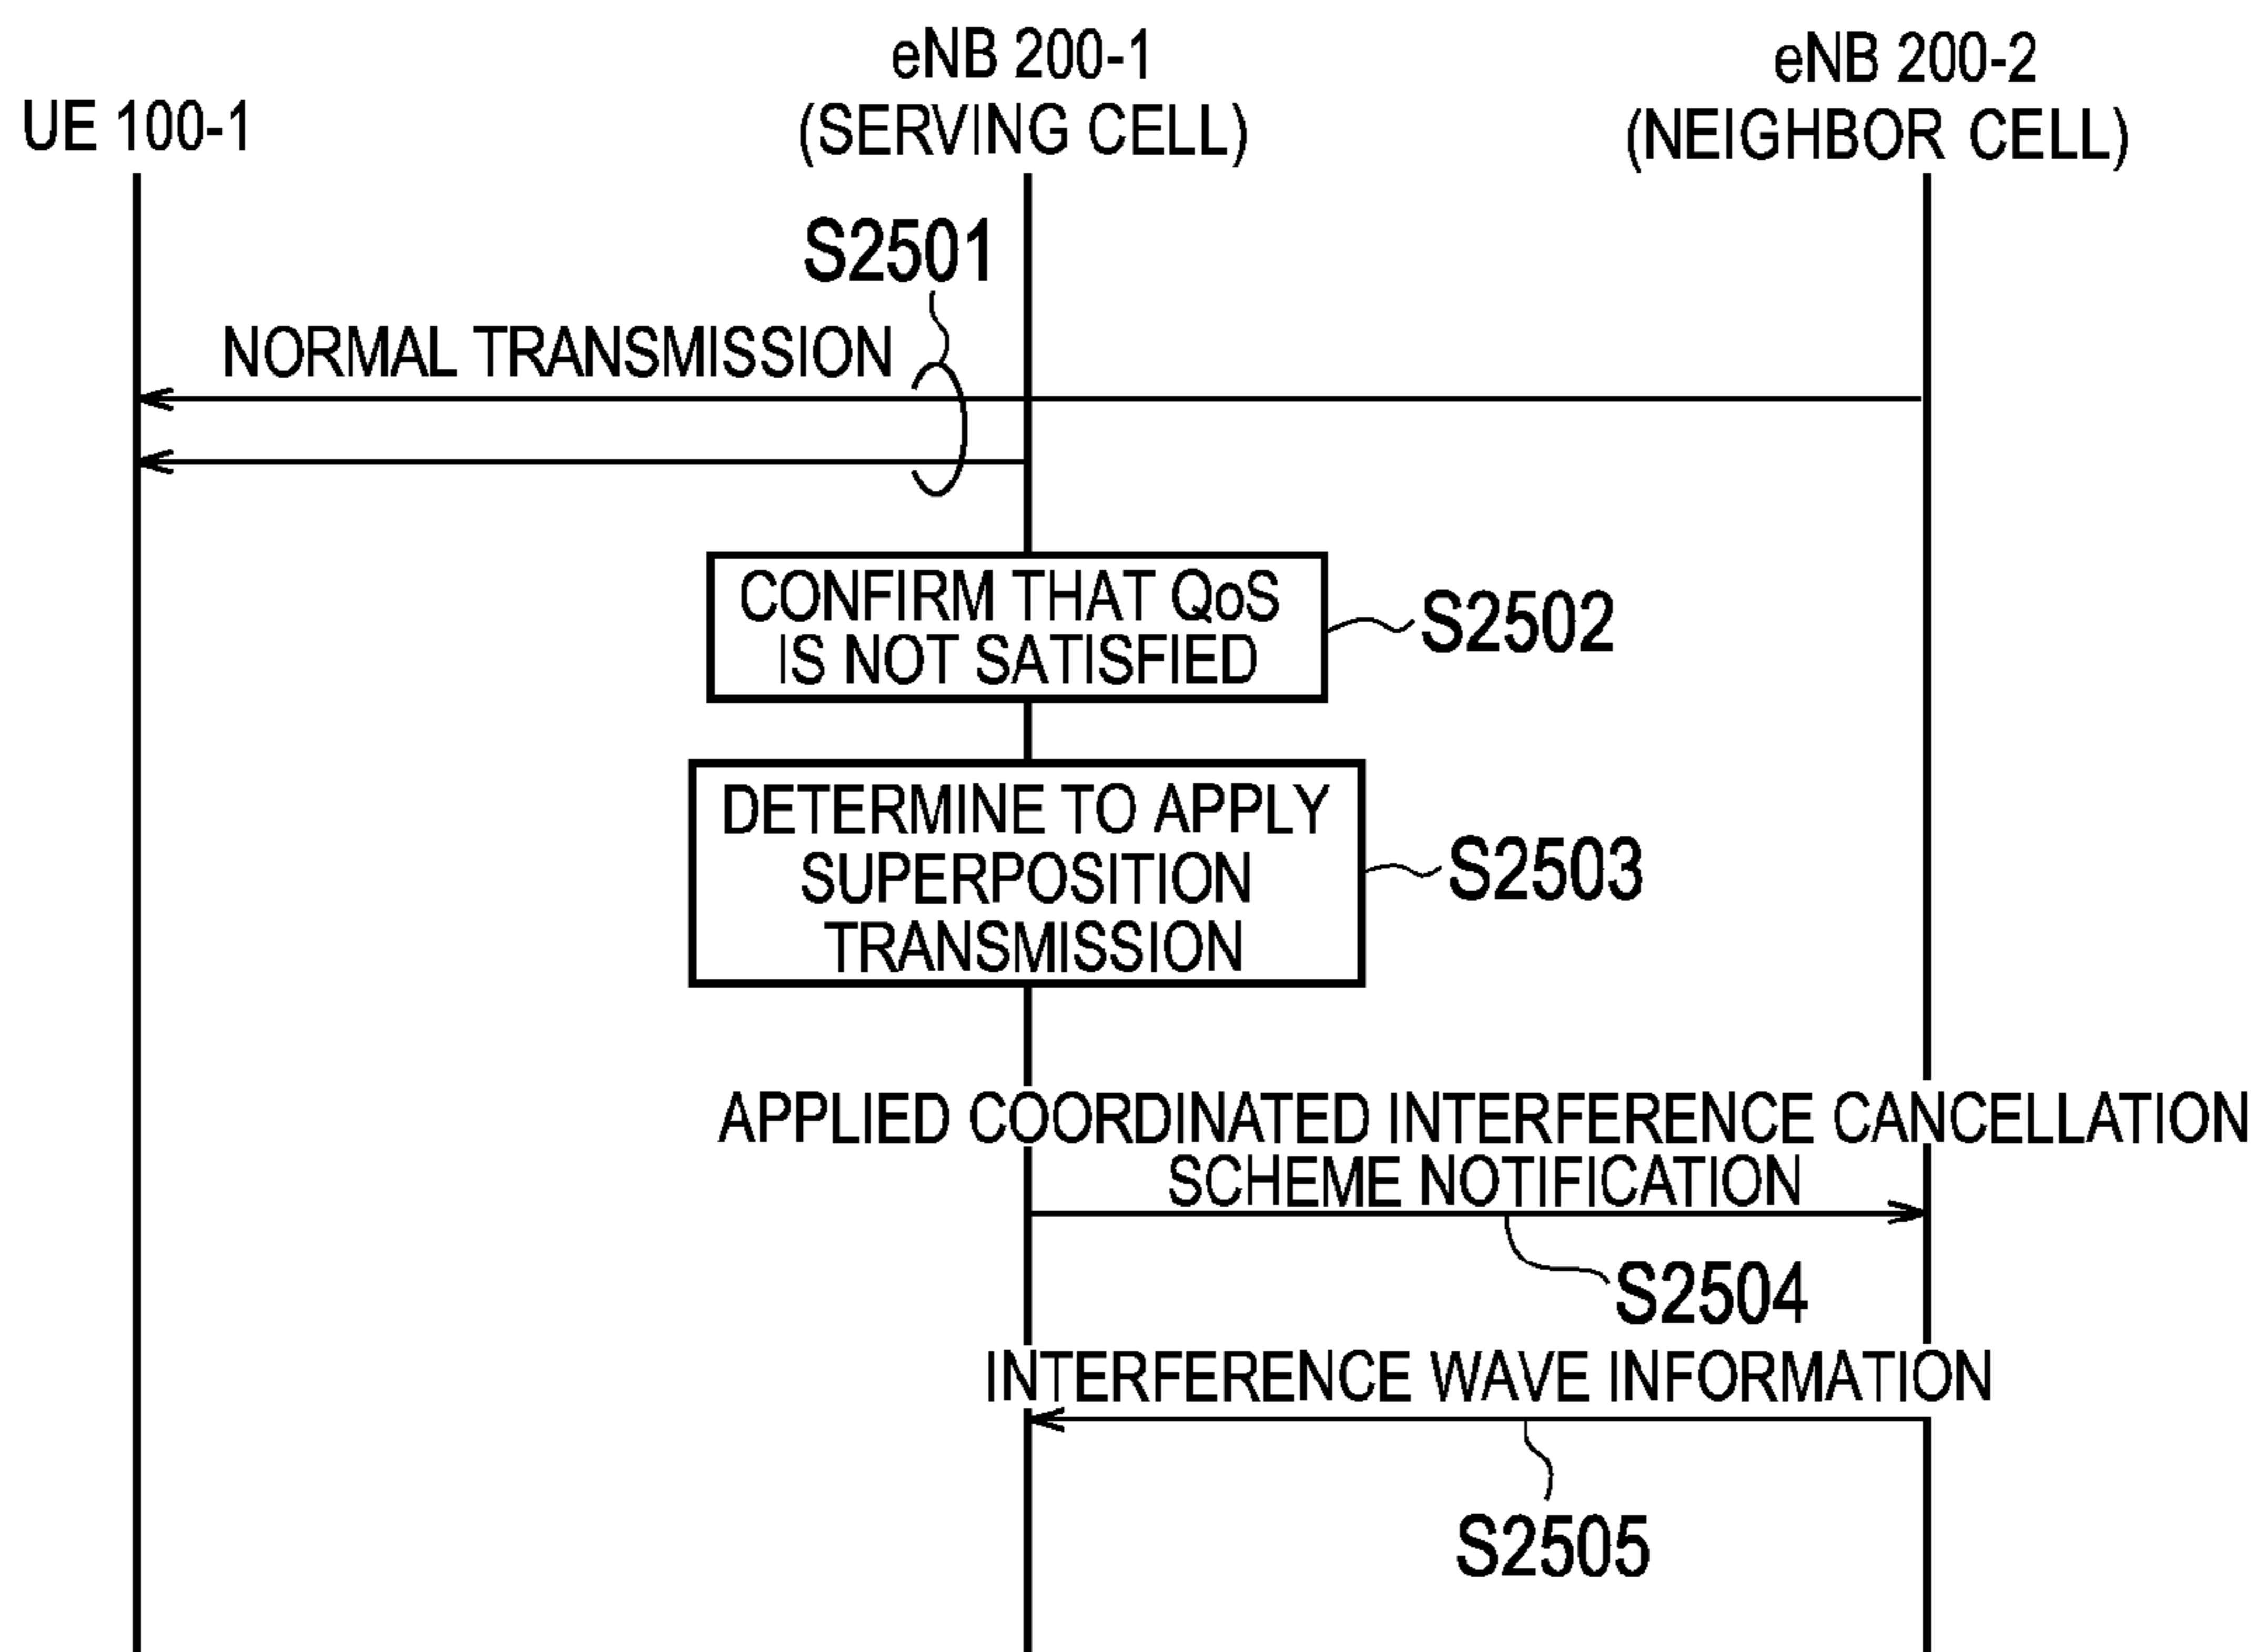 UE 100-1
eNB 200-1
(SERVING CELL)
eNB 200-2
(NEIGHBOR CELL)
S2501
NORMAL TRANSMISSION
CONFIRM THAT QoS
IS NOT SATISFIED
S2502
DETERMINE TO APPLY
SUPERPOSITION
TRANSMISSION
S2503
APPLIED COORDINATED INTERFERENCE CANCELLATION
SCHEME NOTIFICATION
S2504
INTERFERENCE WAVE INFORMATION
S2505